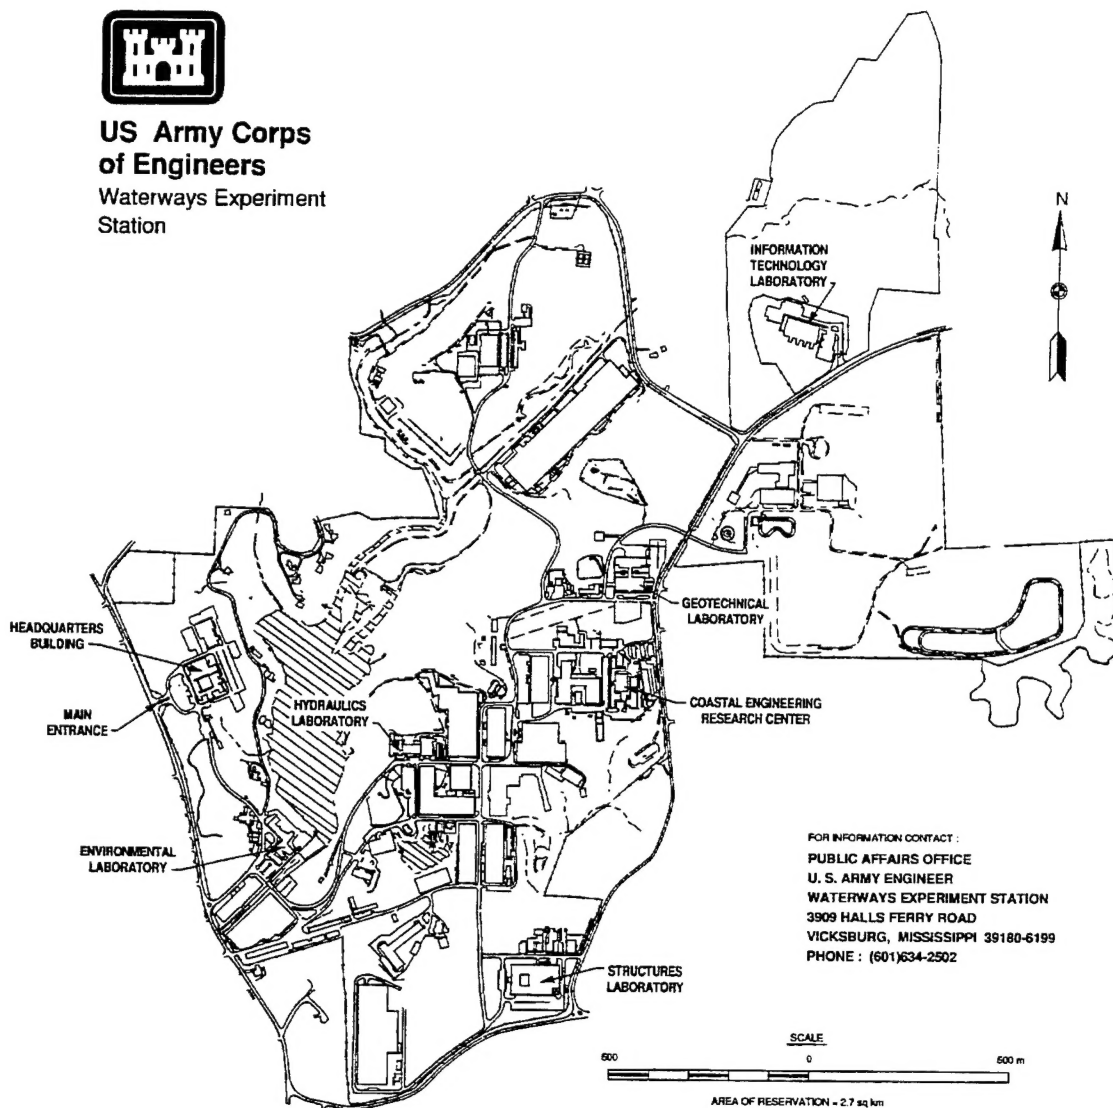 US Army Corps
of Engineers
Waterways Experiment
Station
N
INFORMATION
TECHNOLOGY
LABORATORY
HEADQUARTERS
BUILDING
MAIN
ENTRANCE
HYDRAULICS
LABORATORY
GEOTECHNICAL
LABORATORY
COASTAL ENGINEERING
RESEARCH CENTER
ENVIRONMENTAL
LABORATORY
STRUCTURES
LABORATORY
FOR INFORMATION CONTACT :
PUBLIC AFFAIRS OFFICE
U. S. ARMY ENGINEER
WATERWAYS EXPERIMENT STATION
3909 HALLS FERRY ROAD
VICKSBURG, MISSISSIPPI 39180-6199
PHONE : (601)634-2502
SCALE
500 0 500 m
AREA OF RESERVATION = 2.7 sq km